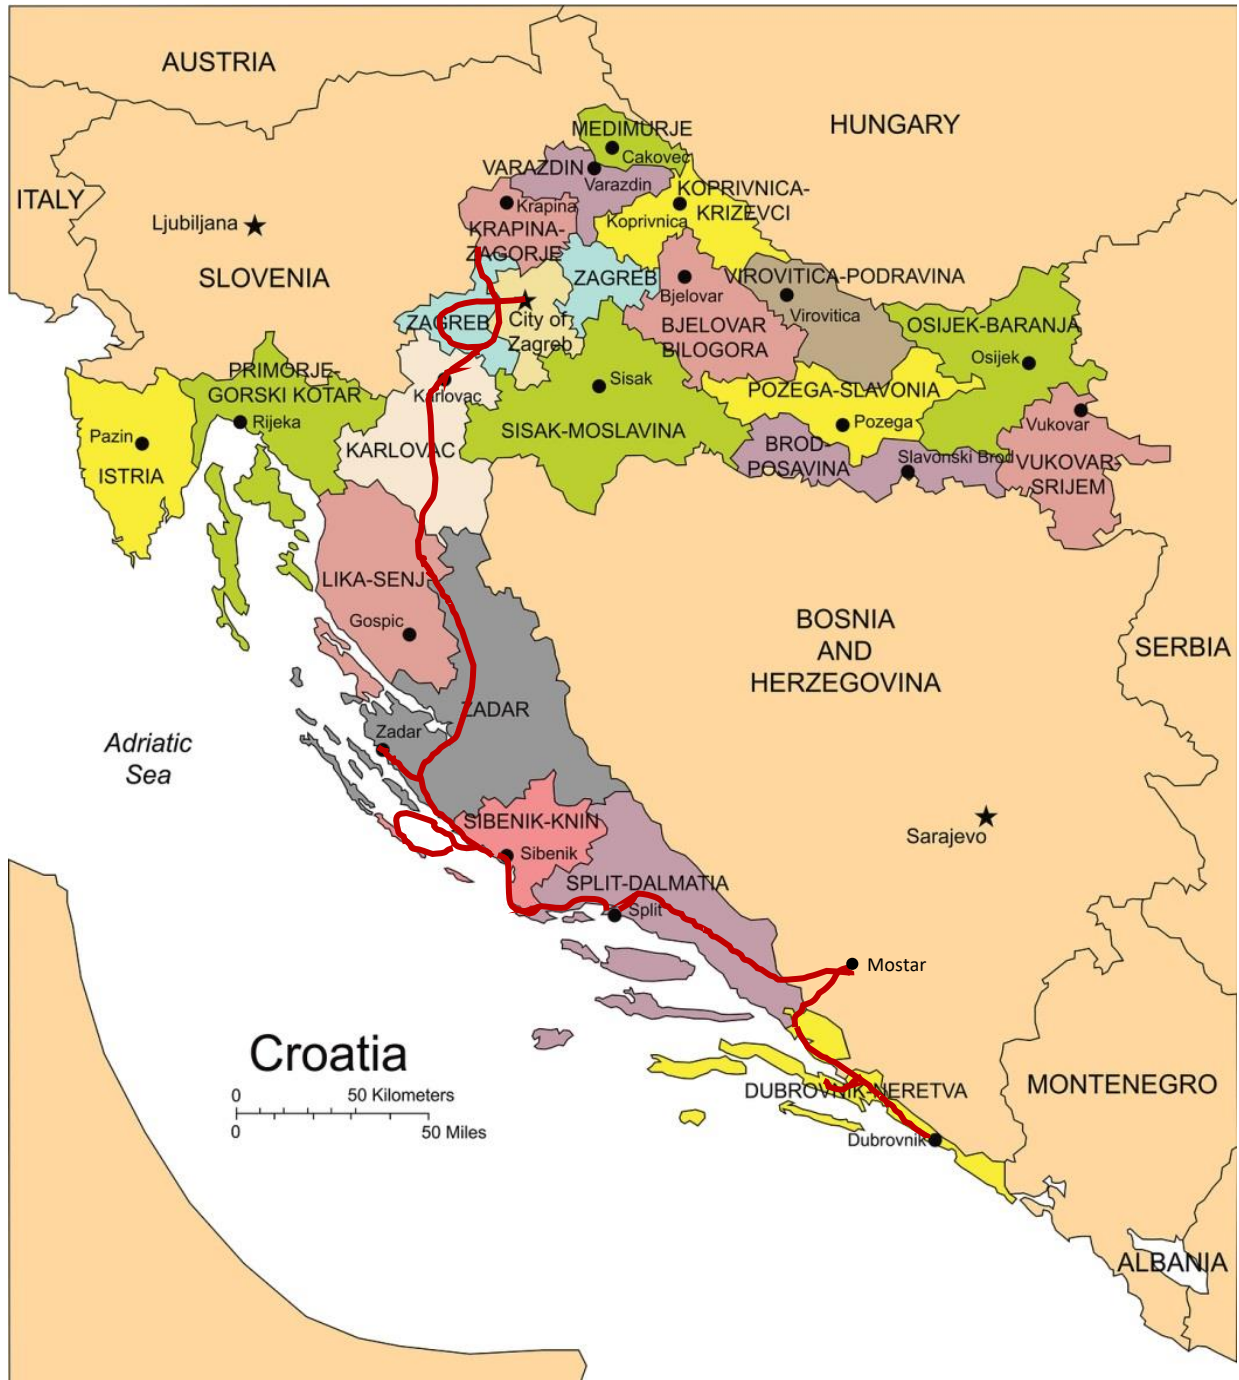 AUSTRIA
HUNGARY
MEDIMURJE
Cakovec
VARAZDIN
Varazdin
ITALY
KOPRIVNICA-
KRIZEVCI
Koprivnica
Krapina
KRAPINA-
ZAGORJE
Ljubiljana
SLOVENIA
ZAGREB
VIROVITICA-PODRAVINA
Bjelovar
Virovitica
ZAGREB
City of
Zagreb
BJELOVAR
BILOGORA
OSIJEK-BARANJA
Osijek
PRIMORJE-
GORSKI KOTAR
Karlovac
Sisak
POZEGA-SLAVONIA
Rijeka
Pozega
Vukovar
Pazin
SISAK-MOSLAVINA
BROD-
POSAVINA
KARLOVAC
Slavonski Brod
VUKOVAR-
SRIJEM
ISTRIA
LIKA-SENJ
Gospic
BOSNIA
AND
HERZEGOVINA
SERBIA
ZADAR
Zadar
Adriatic
Sea
SIBENIK-KNIN
Sibenik
Sarajevo
SPLIT-DALMATIA
Split
Mostar
Croatia
0 50 Kilometers
0 50 Miles
DUBROVNIK-NERETVA
MONTENEGRO
Dubrovnik
ALBANIA